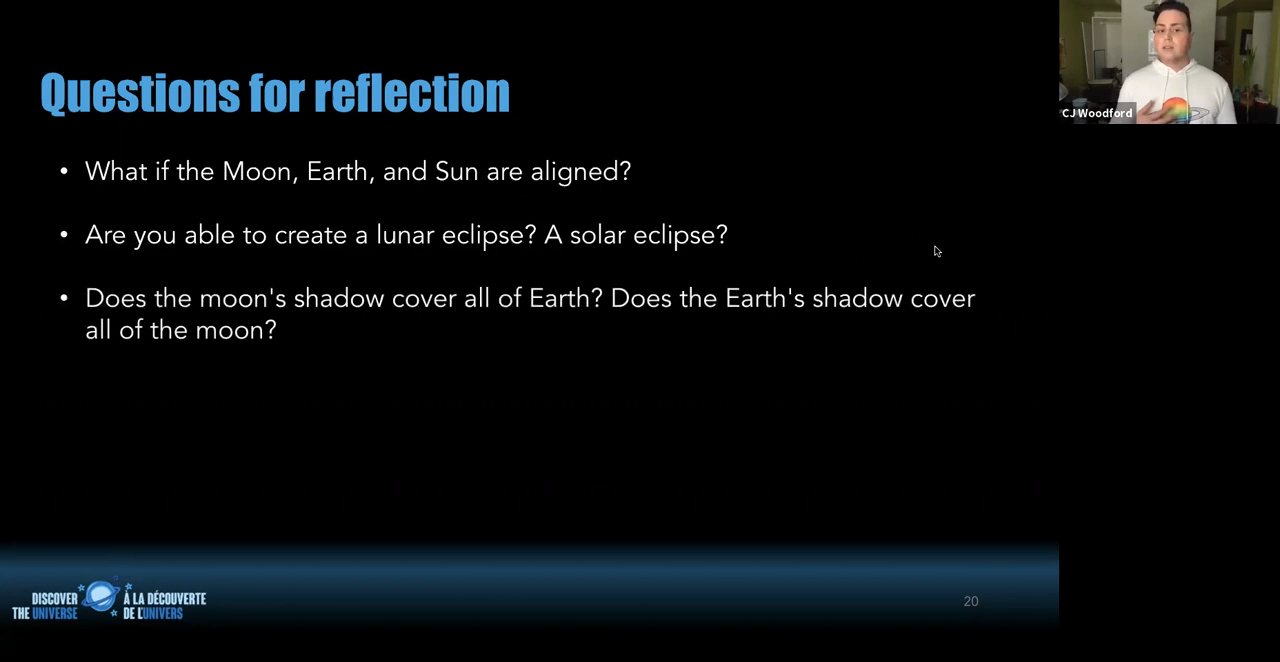 Questions for reflection
• What if the Moon, Earth, and Sun are aligned?
• Are you able to create a lunar eclipse? A solar eclipse?
• Does the moon's shadow cover all of Earth? Does the Earth's shadow cover
all of the moon?
CJ Woodford
DISCOVER
THE UNIVERSE
À LA DÉCOUVERTE
DE L'UNIVERS
20